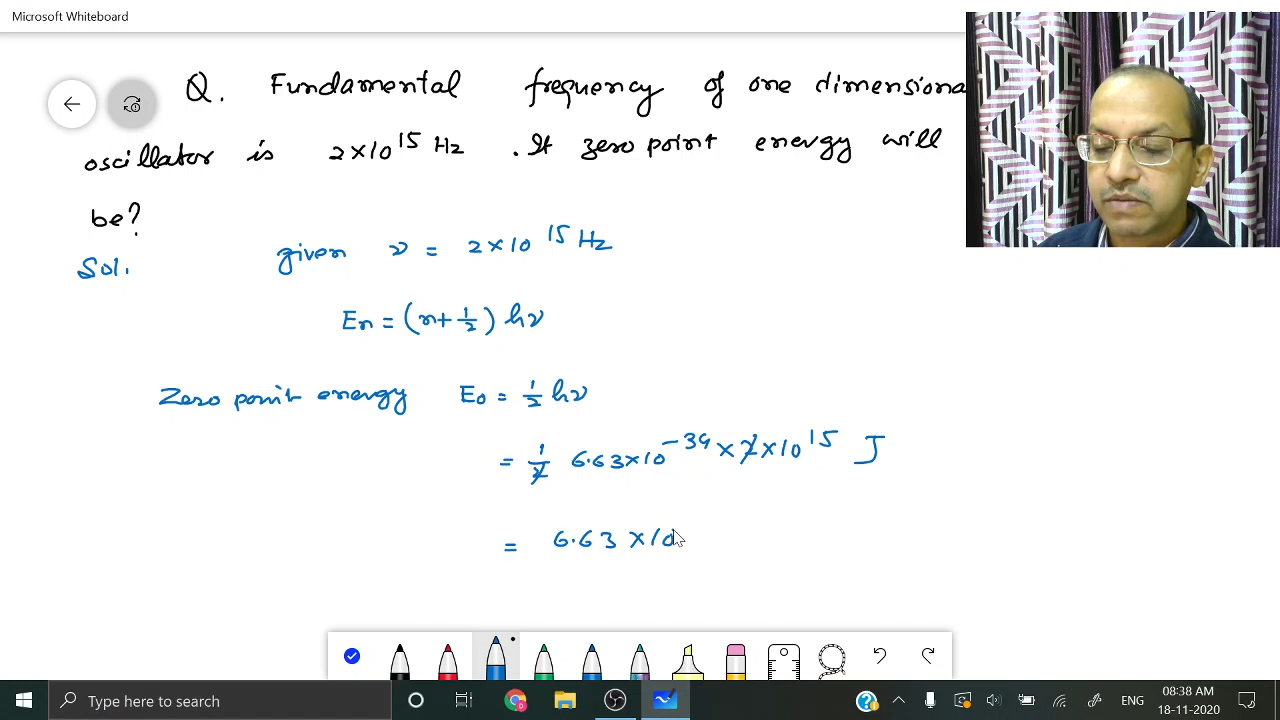 Microsoft Whiteboard
Q. Fundamental frequency of one dimensiona
oscillator is 2×10^15 Hz . It zero point energy will
be?
Sol. given ν = 2×10^15 Hz
En = (n+1/2) hν
Zero point energy E0 = 1/2 hν
= 1/2 6.63×10^-34 × 2×10^15 J
= 6.63 ×10
Type here to search
ENG
08:38 AM
18-11-2020